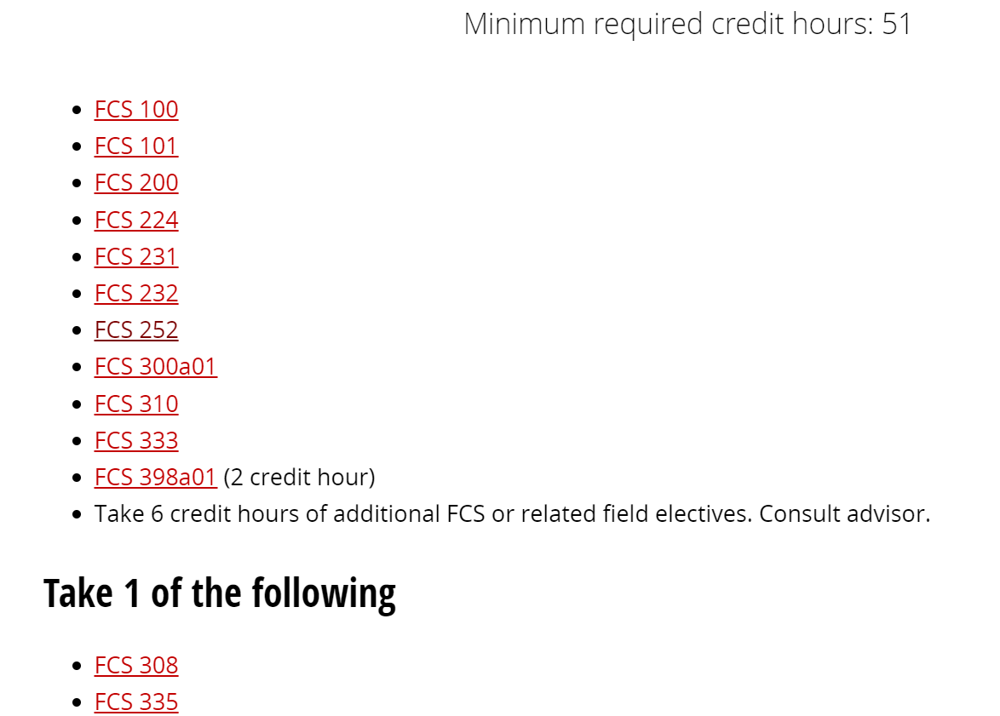 Minimum required credit hours: 51
FCS 100
FCS 101
FCS 200
FCS 224
FCS 231
FCS 232
FCS 252
FCS 300a01
FCS 310
FCS 333
FCS 398a01 (2 credit hour)
Take 6 credit hours of additional FCS or related field electives. Consult advisor.
Take 1 of the following
FCS 308
FCS 335